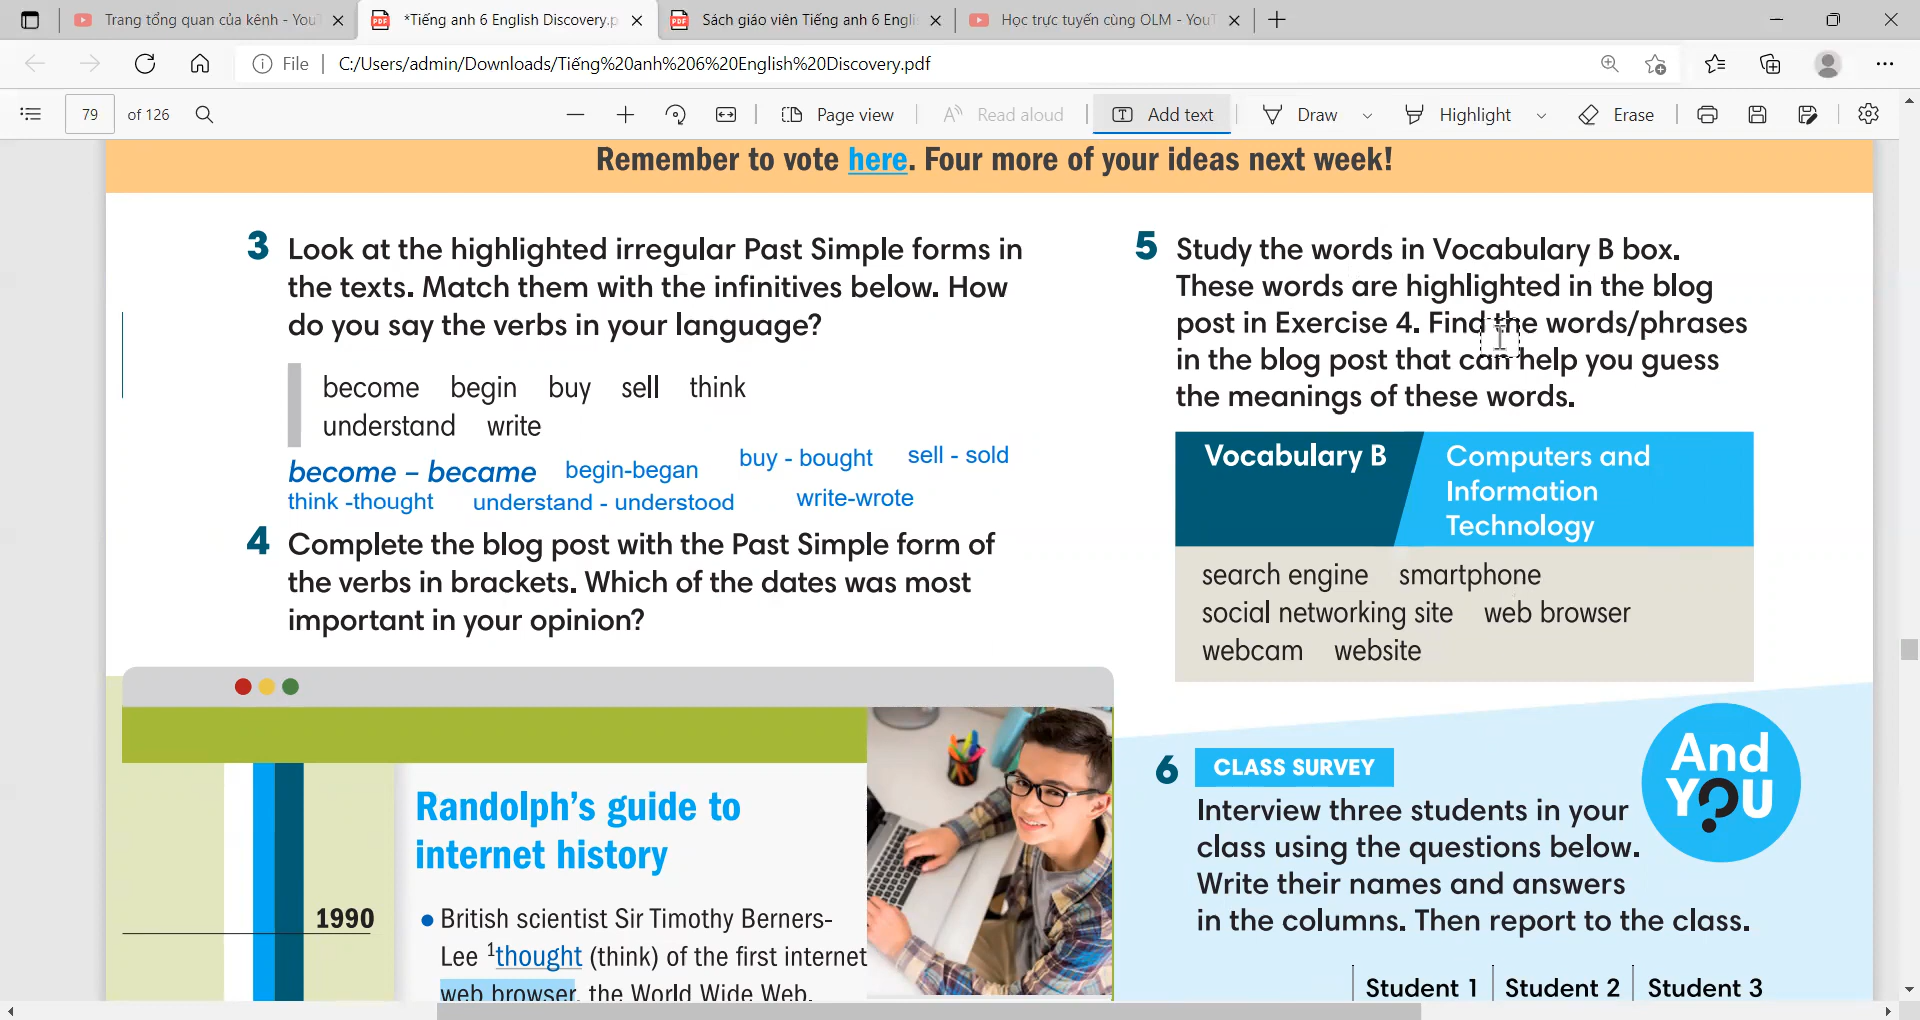 Trang tổng quan của kênh - You
*Tiếng anh 6 English Discovery.p
Sách giáo viên Tiếng anh 6 Engli
Học trực tuyến cùng OLM - YouT
File
C:/Users/admin/Downloads/Tiếng%20anh%206%20English%20Discovery.pdf
79 of 126
Page view
Read aloud
Add text
Draw
Highlight
Erase
Remember to vote here. Four more of your ideas next week!
3 Look at the highlighted irregular Past Simple forms in
the texts. Match them with the infinitives below. How
do you say the verbs in your language?
become begin buy sell think
understand write
become – became begin-began buy - bought sell - sold
think -thought understand - understood write-wrote
4 Complete the blog post with the Past Simple form of
the verbs in brackets. Which of the dates was most
important in your opinion?
Randolph's guide to
internet history
1990
• British scientist Sir Timothy Berners-
Lee ¹thought (think) of the first internet
web browser, the World Wide Web.
5 Study the words in Vocabulary B box.
These words are highlighted in the blog
post in Exercise 4. Find the words/phrases
in the blog post that can help you guess
the meanings of these words.
Vocabulary B
Computers and
Information
Technology
search engine smartphone
social networking site web browser
webcam website
6 CLASS SURVEY
And
YOU
Interview three students in your
class using the questions below.
Write their names and answers
in the columns. Then report to the class.
Student 1 Student 2 Student 3